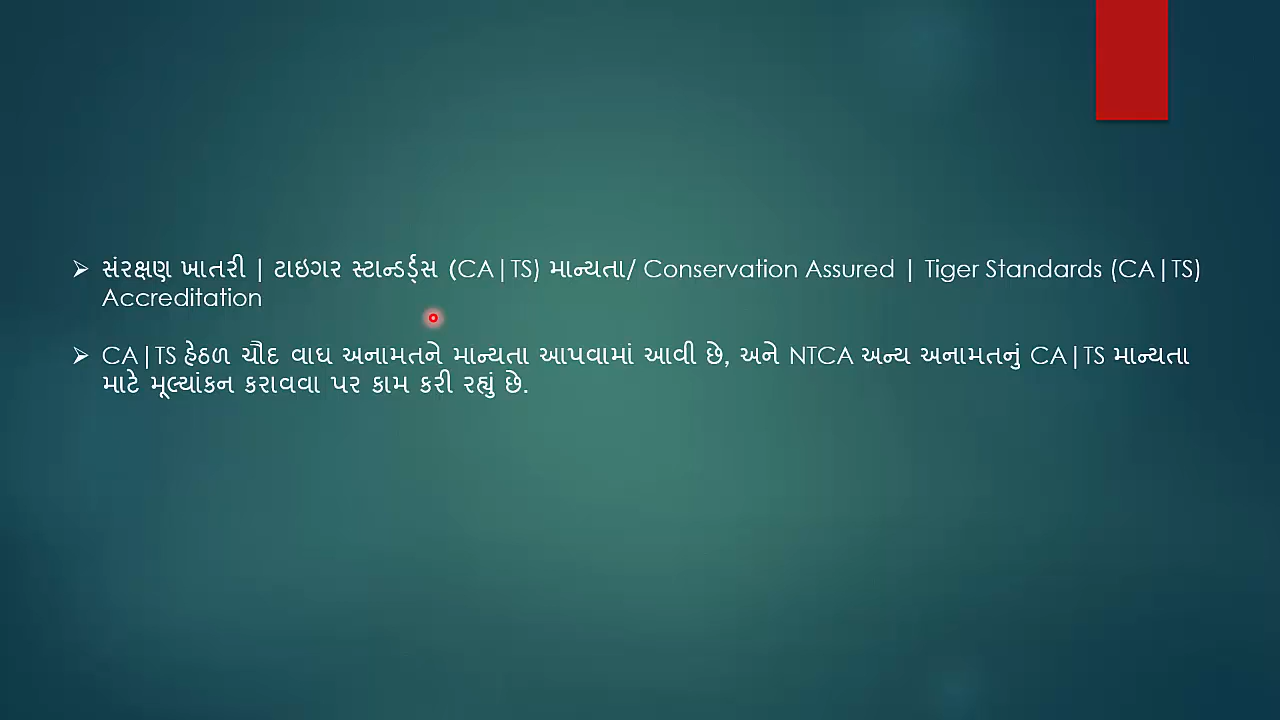 સંરક્ષણ ખાતરી | ટાઇગર સ્ટાન્ડર્ડ્સ (CA|TS) માન્યતા/ Conservation Assured | Tiger Standards (CA|TS)
Accreditation
CA|TS હેઠળ ચૌદ વાઘ અનામતને માન્યતા આપવામાં આવી છે, અને NTCA અન્ય અનામતનું CA|TS માન્યતા
માટે મૂલ્યાંકન કરાવવા પર કામ કરી રહ્યું છે.